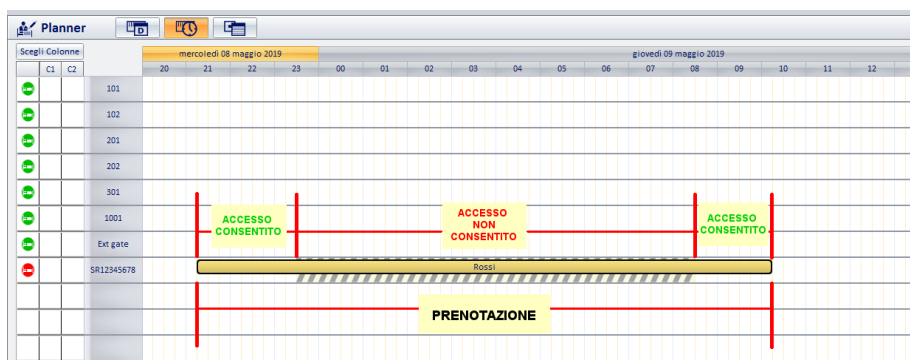 Planner
D
Scegli Colonne
mercoledì 08 maggio 2019 giovedì 09 maggio 2019
C1 C2 20 21 22 23 00 01 02 03 04 05 06 07 08 09 10 11 12
101
102
201
202
301
1001
ACCESSO
CONSENTITO
ACCESSO
NON
CONSENTITO
ACCESSO
CONSENTITO
Ext gate
SR12345678 Rossi
PRENOTAZIONE